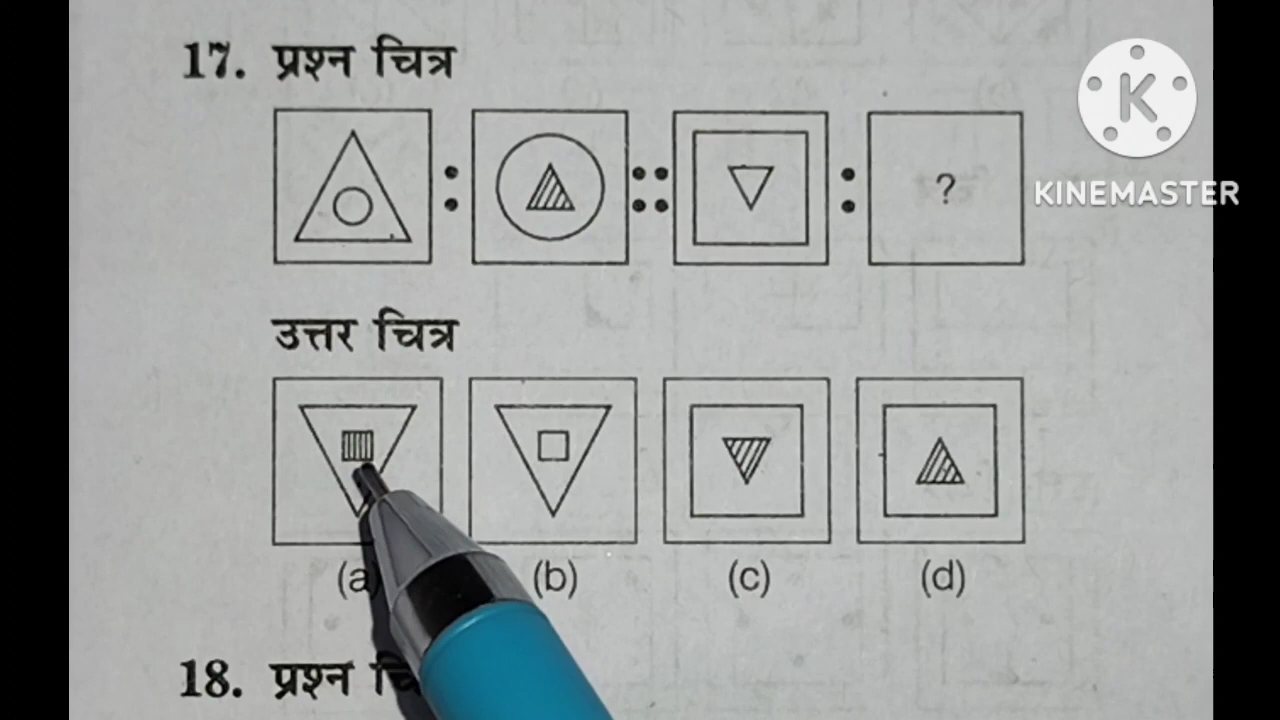 17. प्रश्न चित्र
: :: : ?
K
KINEMASTER
उत्तर चित्र
(a) (b) (c) (d)
18. प्रश्न